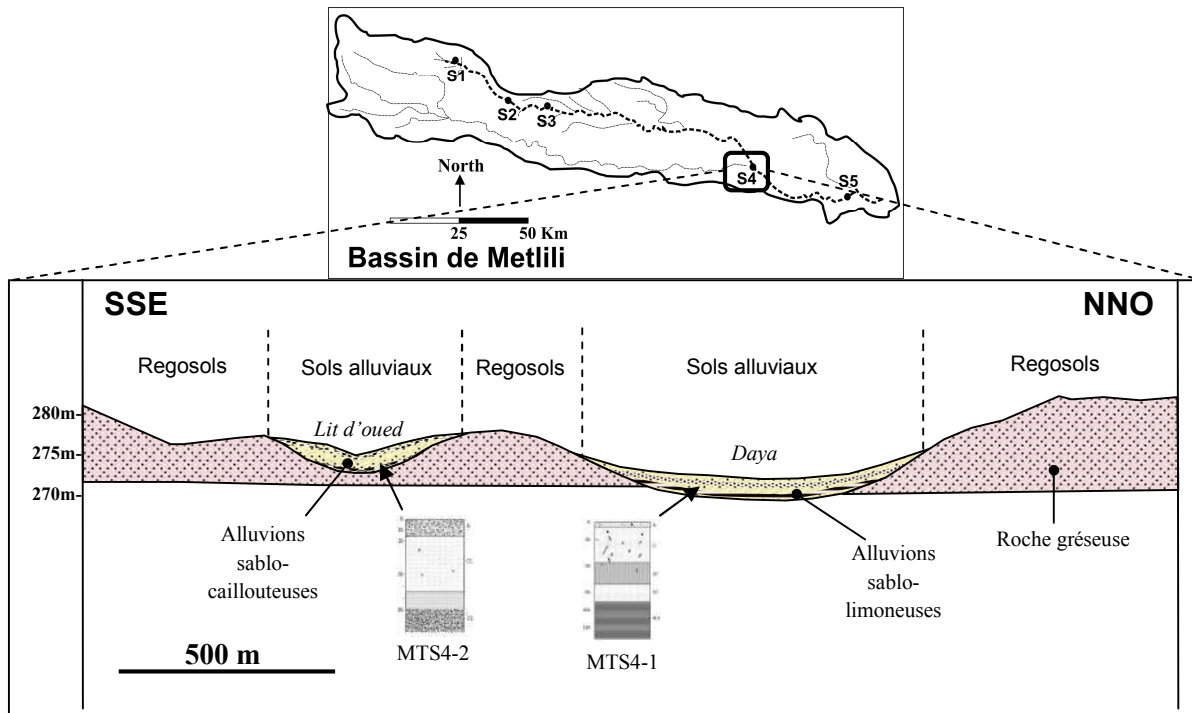 S1
S2
S3
S4
S5
North
25 50 Km
Bassin de Metlili
SSE
NNO
Regosols
Sols alluviaux
Regosols
Sols alluviaux
Regosols
280m
275m
270m
Lit d'oued
Daya
Alluvions
sablo-
caillouteuses
MTS4-2
MTS4-1
Alluvions
sablo-
limoneuses
Roche gréseuse
500 m